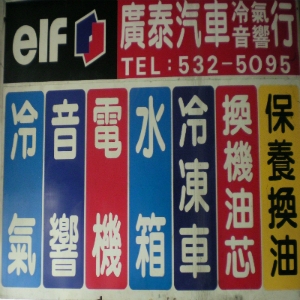 elf
廣泰汽車冷氣音響行
TEL:532-5095
冷氣
音響
電機
水箱
冷凍車
換機油芯
保養換油